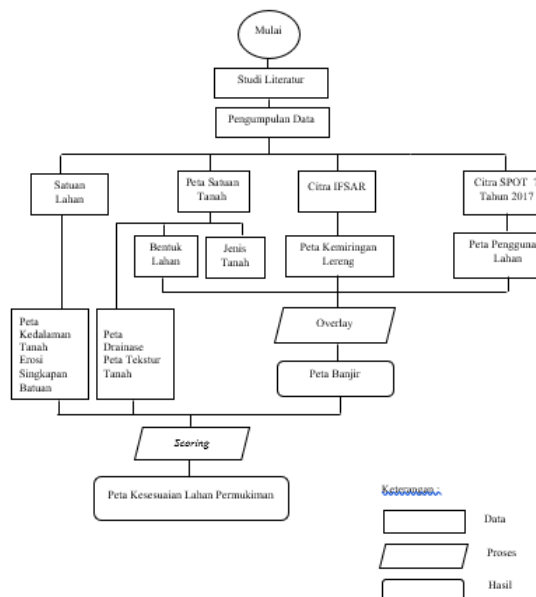 Mulai
Studi Literatur
Pengumpulan Data
Satuan
Lahan
Peta Satuan
Tanah
Citra IFSAR
Citra SPOT 7
Tahun 2017
Bentuk
Lahan
Jenis
Tanah
Peta Kemiringan
Lereng
Peta Pengguna
Lahan
Peta
Kedalaman
Tanah
Erosi
Singkapan
Batuan
Peta
Drainase
Peta Tekstur
Tanah
Overlay
Peta Banjir
Scoring
Peta Kesesuaian Lahan Permukiman
Keterangan :
Data
Proses
Hasil